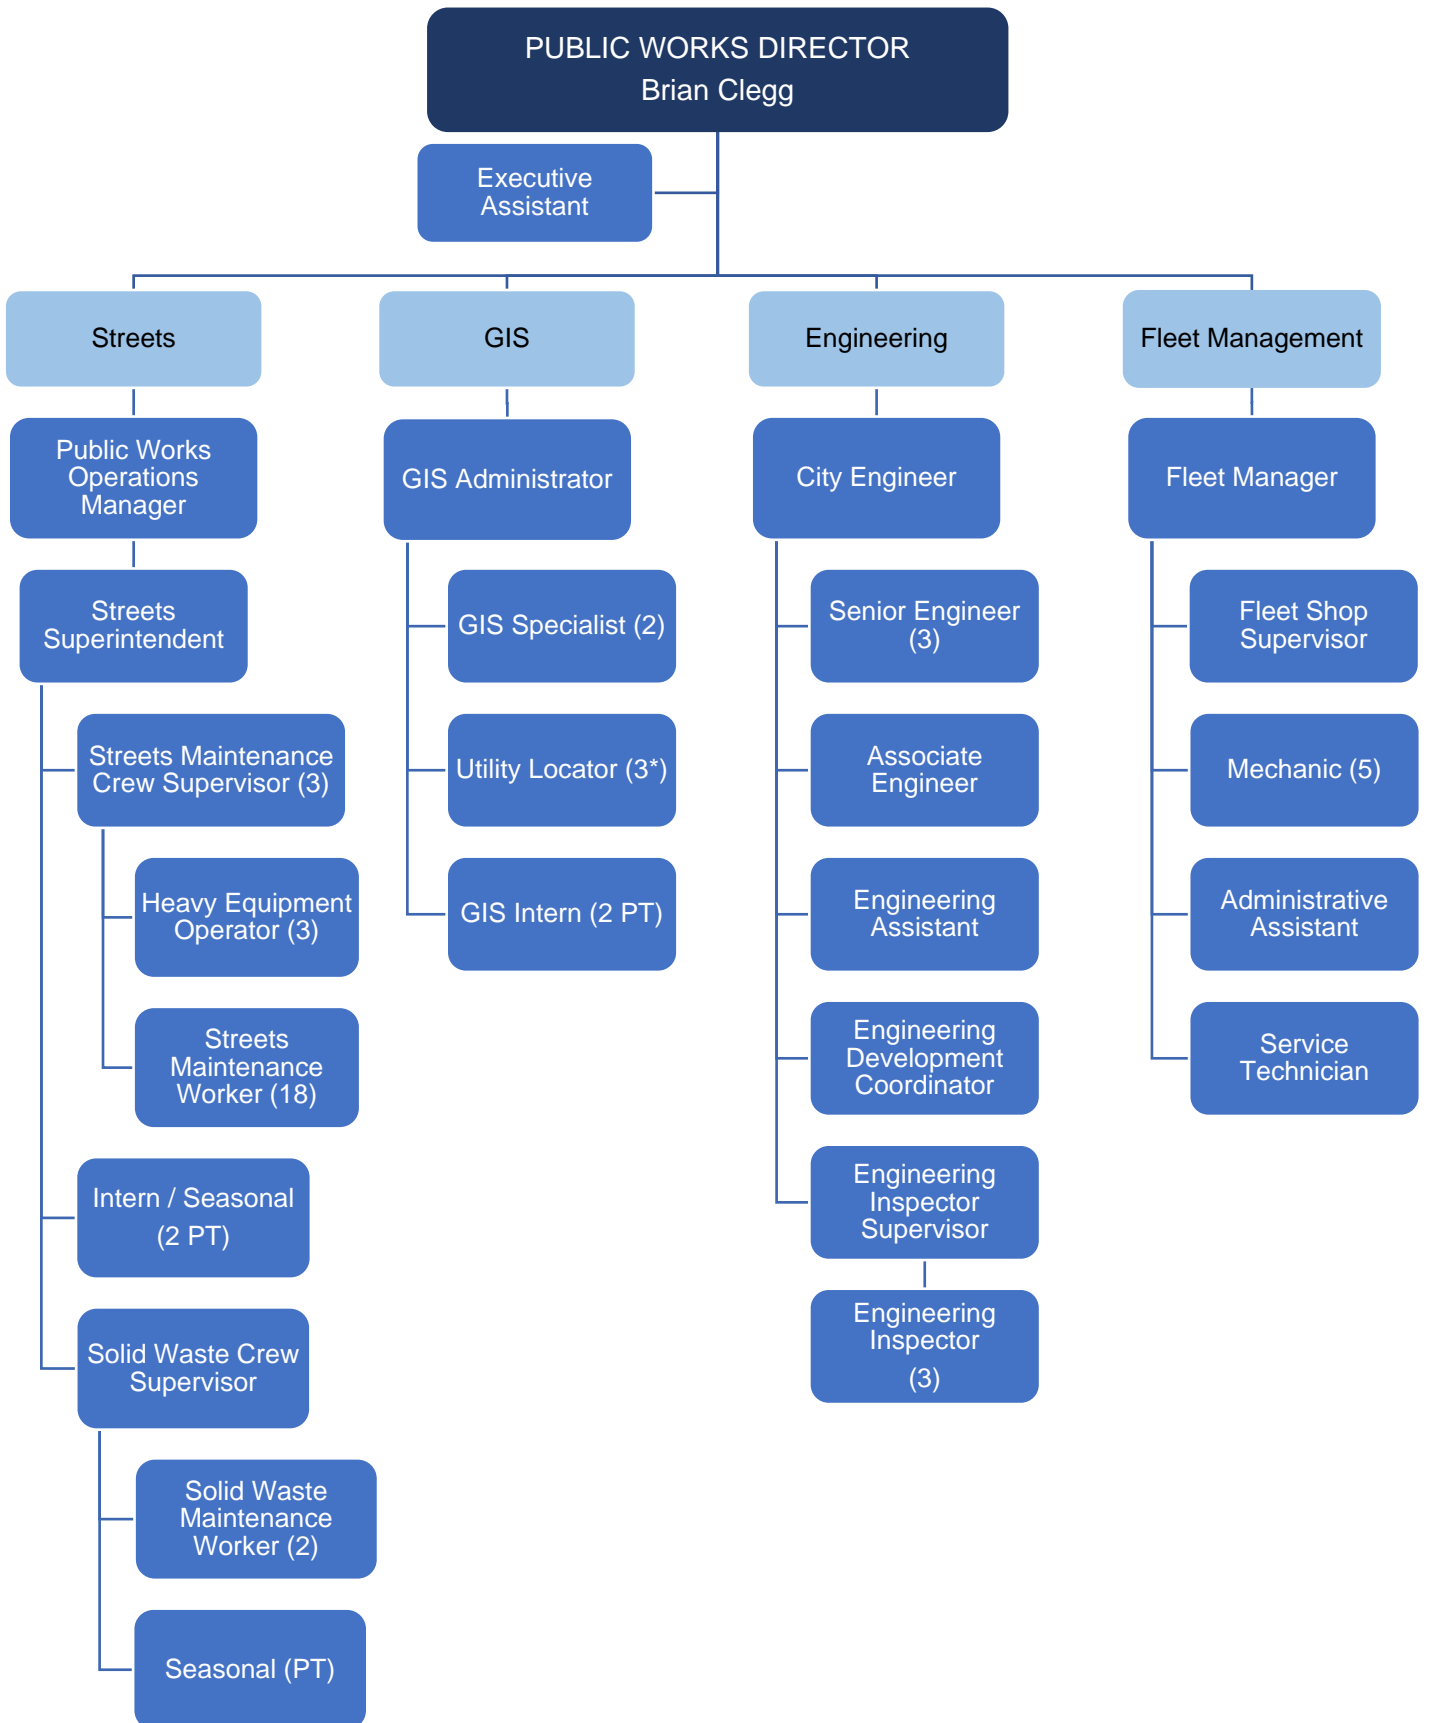 PUBLIC WORKS DIRECTOR
Brian Clegg
Executive
Assistant
Streets
Public Works
Operations
Manager
Streets
Superintendent
Streets Maintenance
Crew Supervisor (3)
Heavy Equipment
Operator (3)
Streets
Maintenance
Worker (18)
Intern / Seasonal
(2 PT)
Solid Waste Crew
Supervisor
Solid Waste
Maintenance
Worker (2)
Seasonal (PT)
GIS
GIS Administrator
GIS Specialist (2)
Utility Locator (3*)
GIS Intern (2 PT)
Engineering
City Engineer
Senior Engineer
(3)
Associate
Engineer
Engineering
Assistant
Engineering
Development
Coordinator
Engineering
Inspector
Supervisor
Engineering
Inspector
(3)
Fleet Management
Fleet Manager
Fleet Shop
Supervisor
Mechanic (5)
Administrative
Assistant
Service
Technician